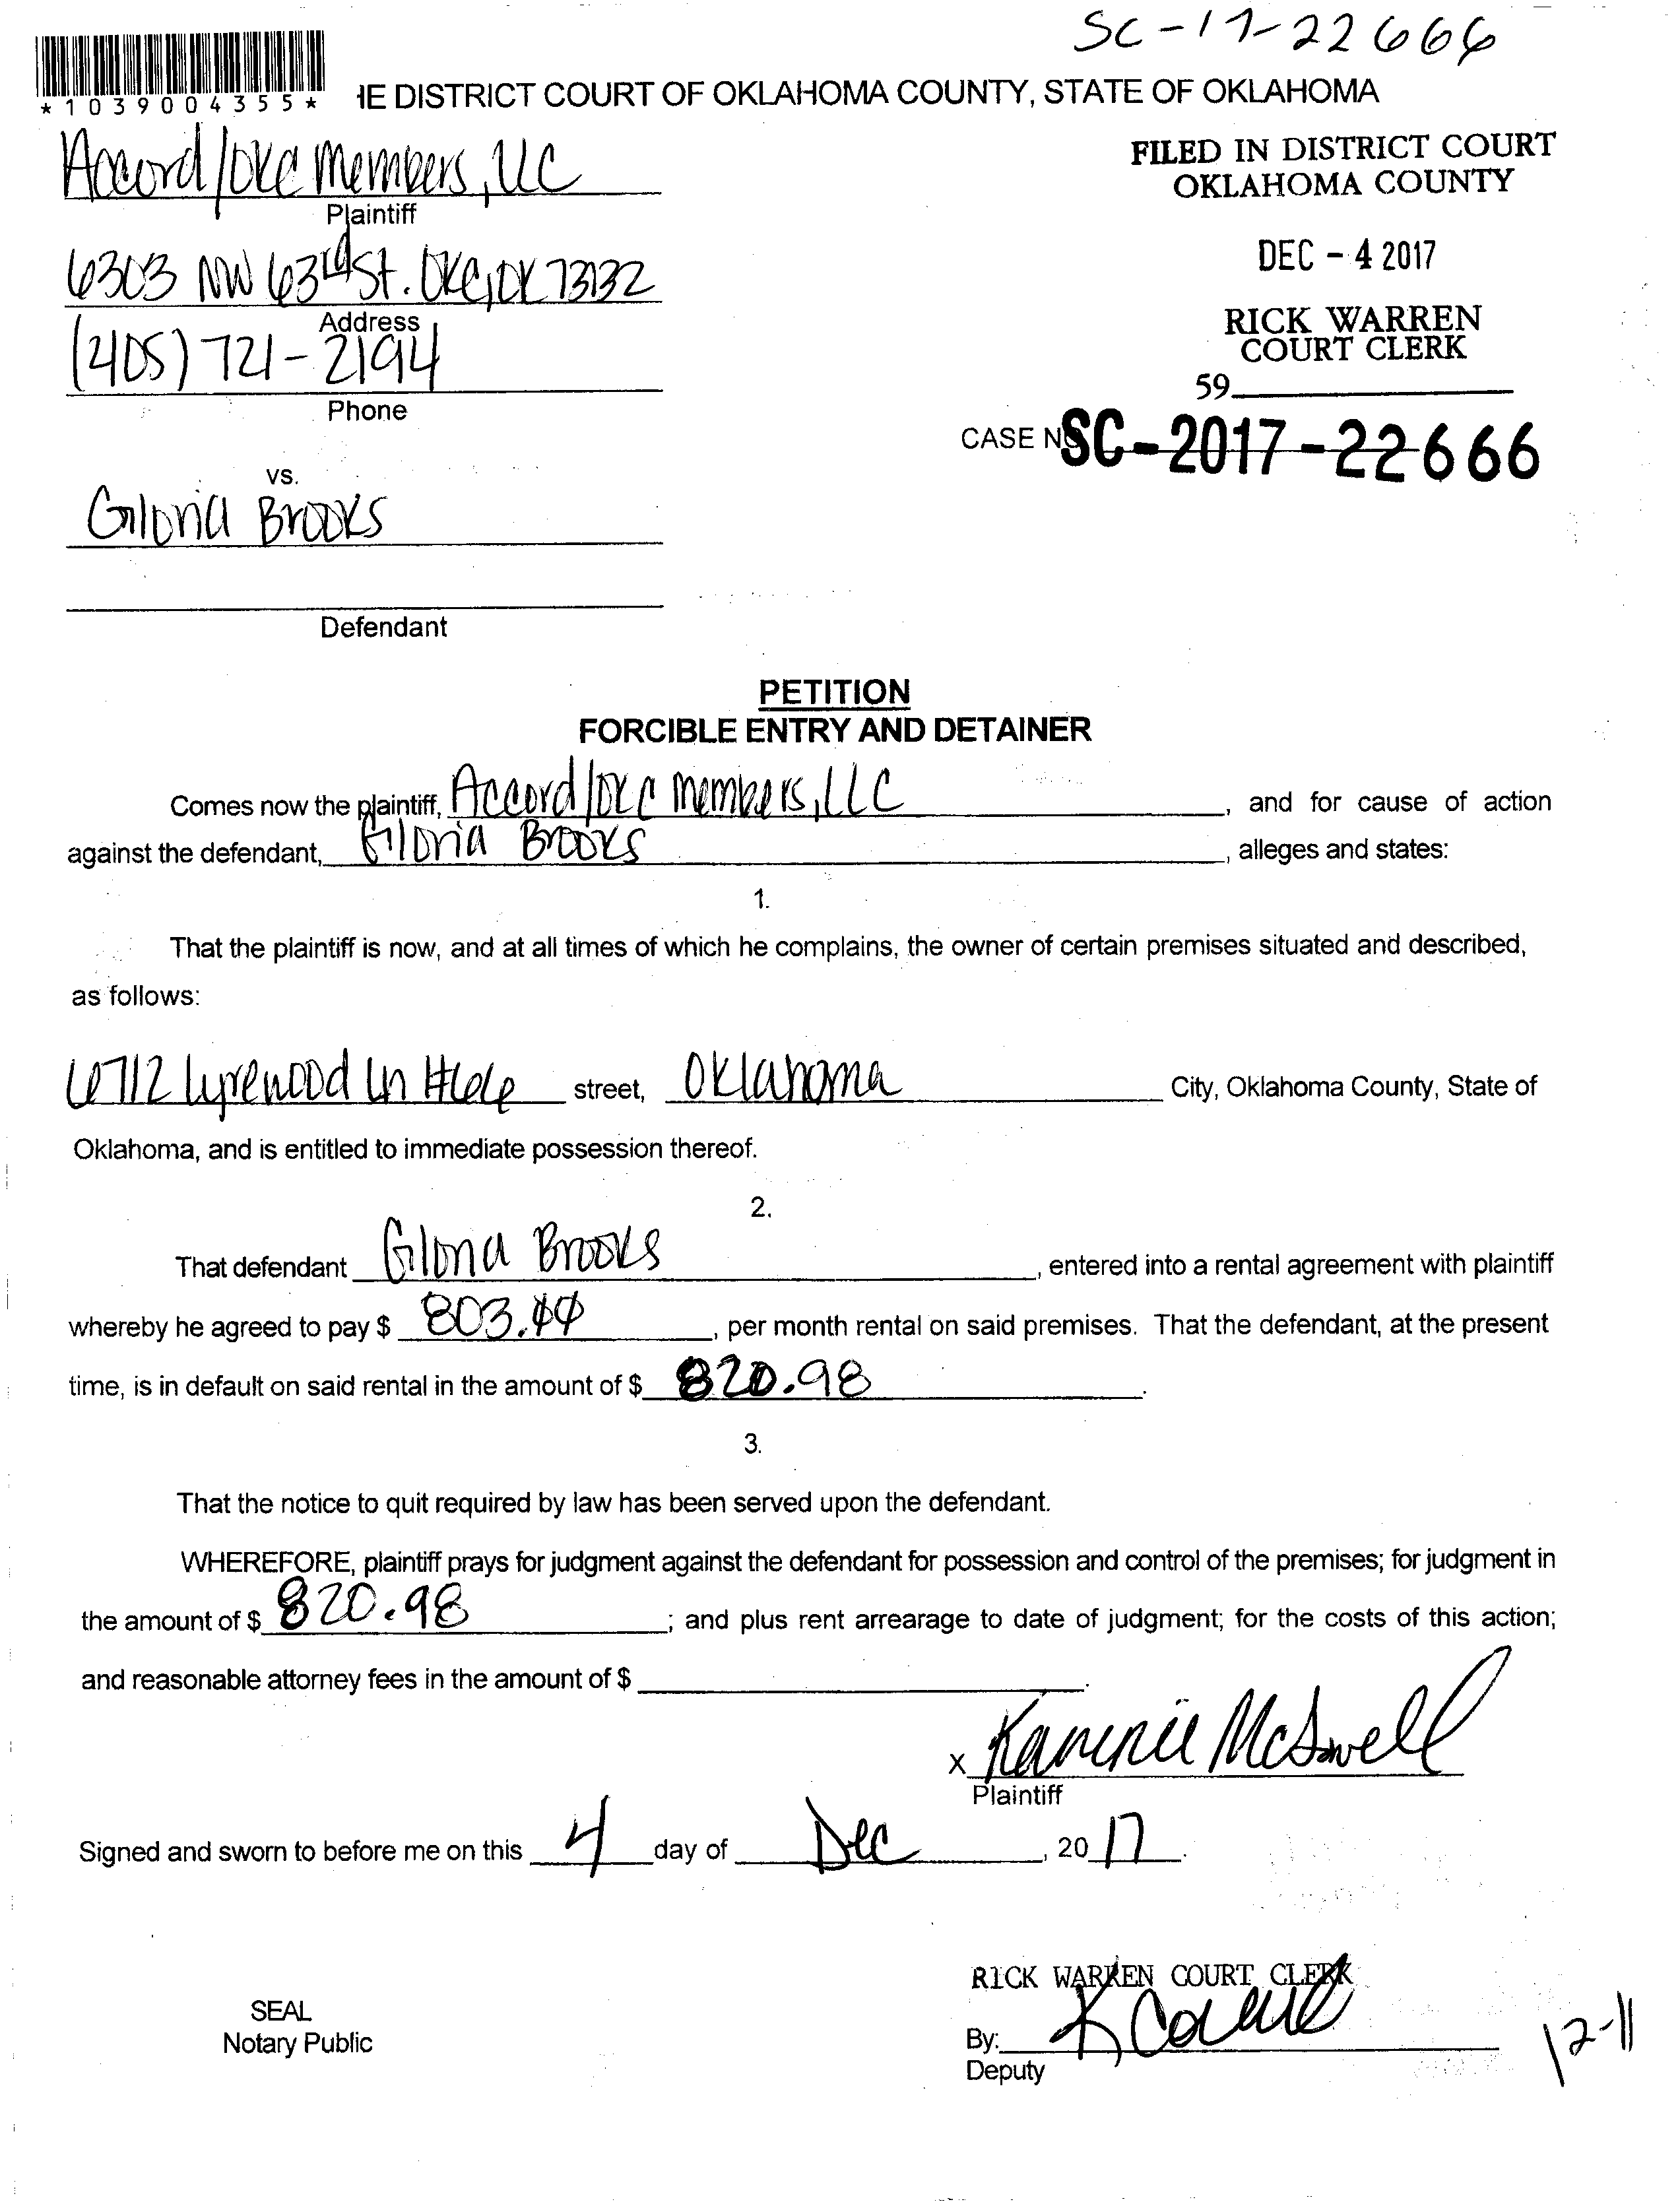 SC-17-22666
*1039004355*
IE DISTRICT COURT OF OKLAHOMA COUNTY, STATE OF OKLAHOMA
Accord/OKC Members, LLC
Plaintiff
6303 NW 63rd St. OKC, OK 73132
Address
(405) 721-2194
Phone
vs.
Gloria Brooks
Defendant
FILED IN DISTRICT COURT
OKLAHOMA COUNTY
DEC - 4 2017
RICK WARREN
COURT CLERK
59
CASE NO SC-2017-22666
PETITION
FORCIBLE ENTRY AND DETAINER
Comes now the plaintiff, Accord/OKC Members, LLC, and for cause of action
against the defendant, Gloria Brooks, alleges and states:
1.
That the plaintiff is now, and at all times of which he complains, the owner of certain premises situated and described,
as follows:
6712 Lyrewood Ln street, Oklahoma City, Oklahoma County, State of
Oklahoma, and is entitled to immediate possession thereof.
2.
That defendant Gloria Brooks, entered into a rental agreement with plaintiff
whereby he agreed to pay $ 803.44, per month rental on said premises. That the defendant, at the present
time, is in default on said rental in the amount of $ 820.98.
3.
That the notice to quit required by law has been served upon the defendant.
WHEREFORE, plaintiff prays for judgment against the defendant for possession and control of the premises; for judgment in
the amount of $ 820.98; and plus rent arrearage to date of judgment; for the costs of this action;
and reasonable attorney fees in the amount of $ .
x
Plaintiff
Signed and sworn to before me on this 4 day of Dec, 2017.
RICK WARREN COURT CLERK
SEAL
Notary Public
By:
Deputy
12-11